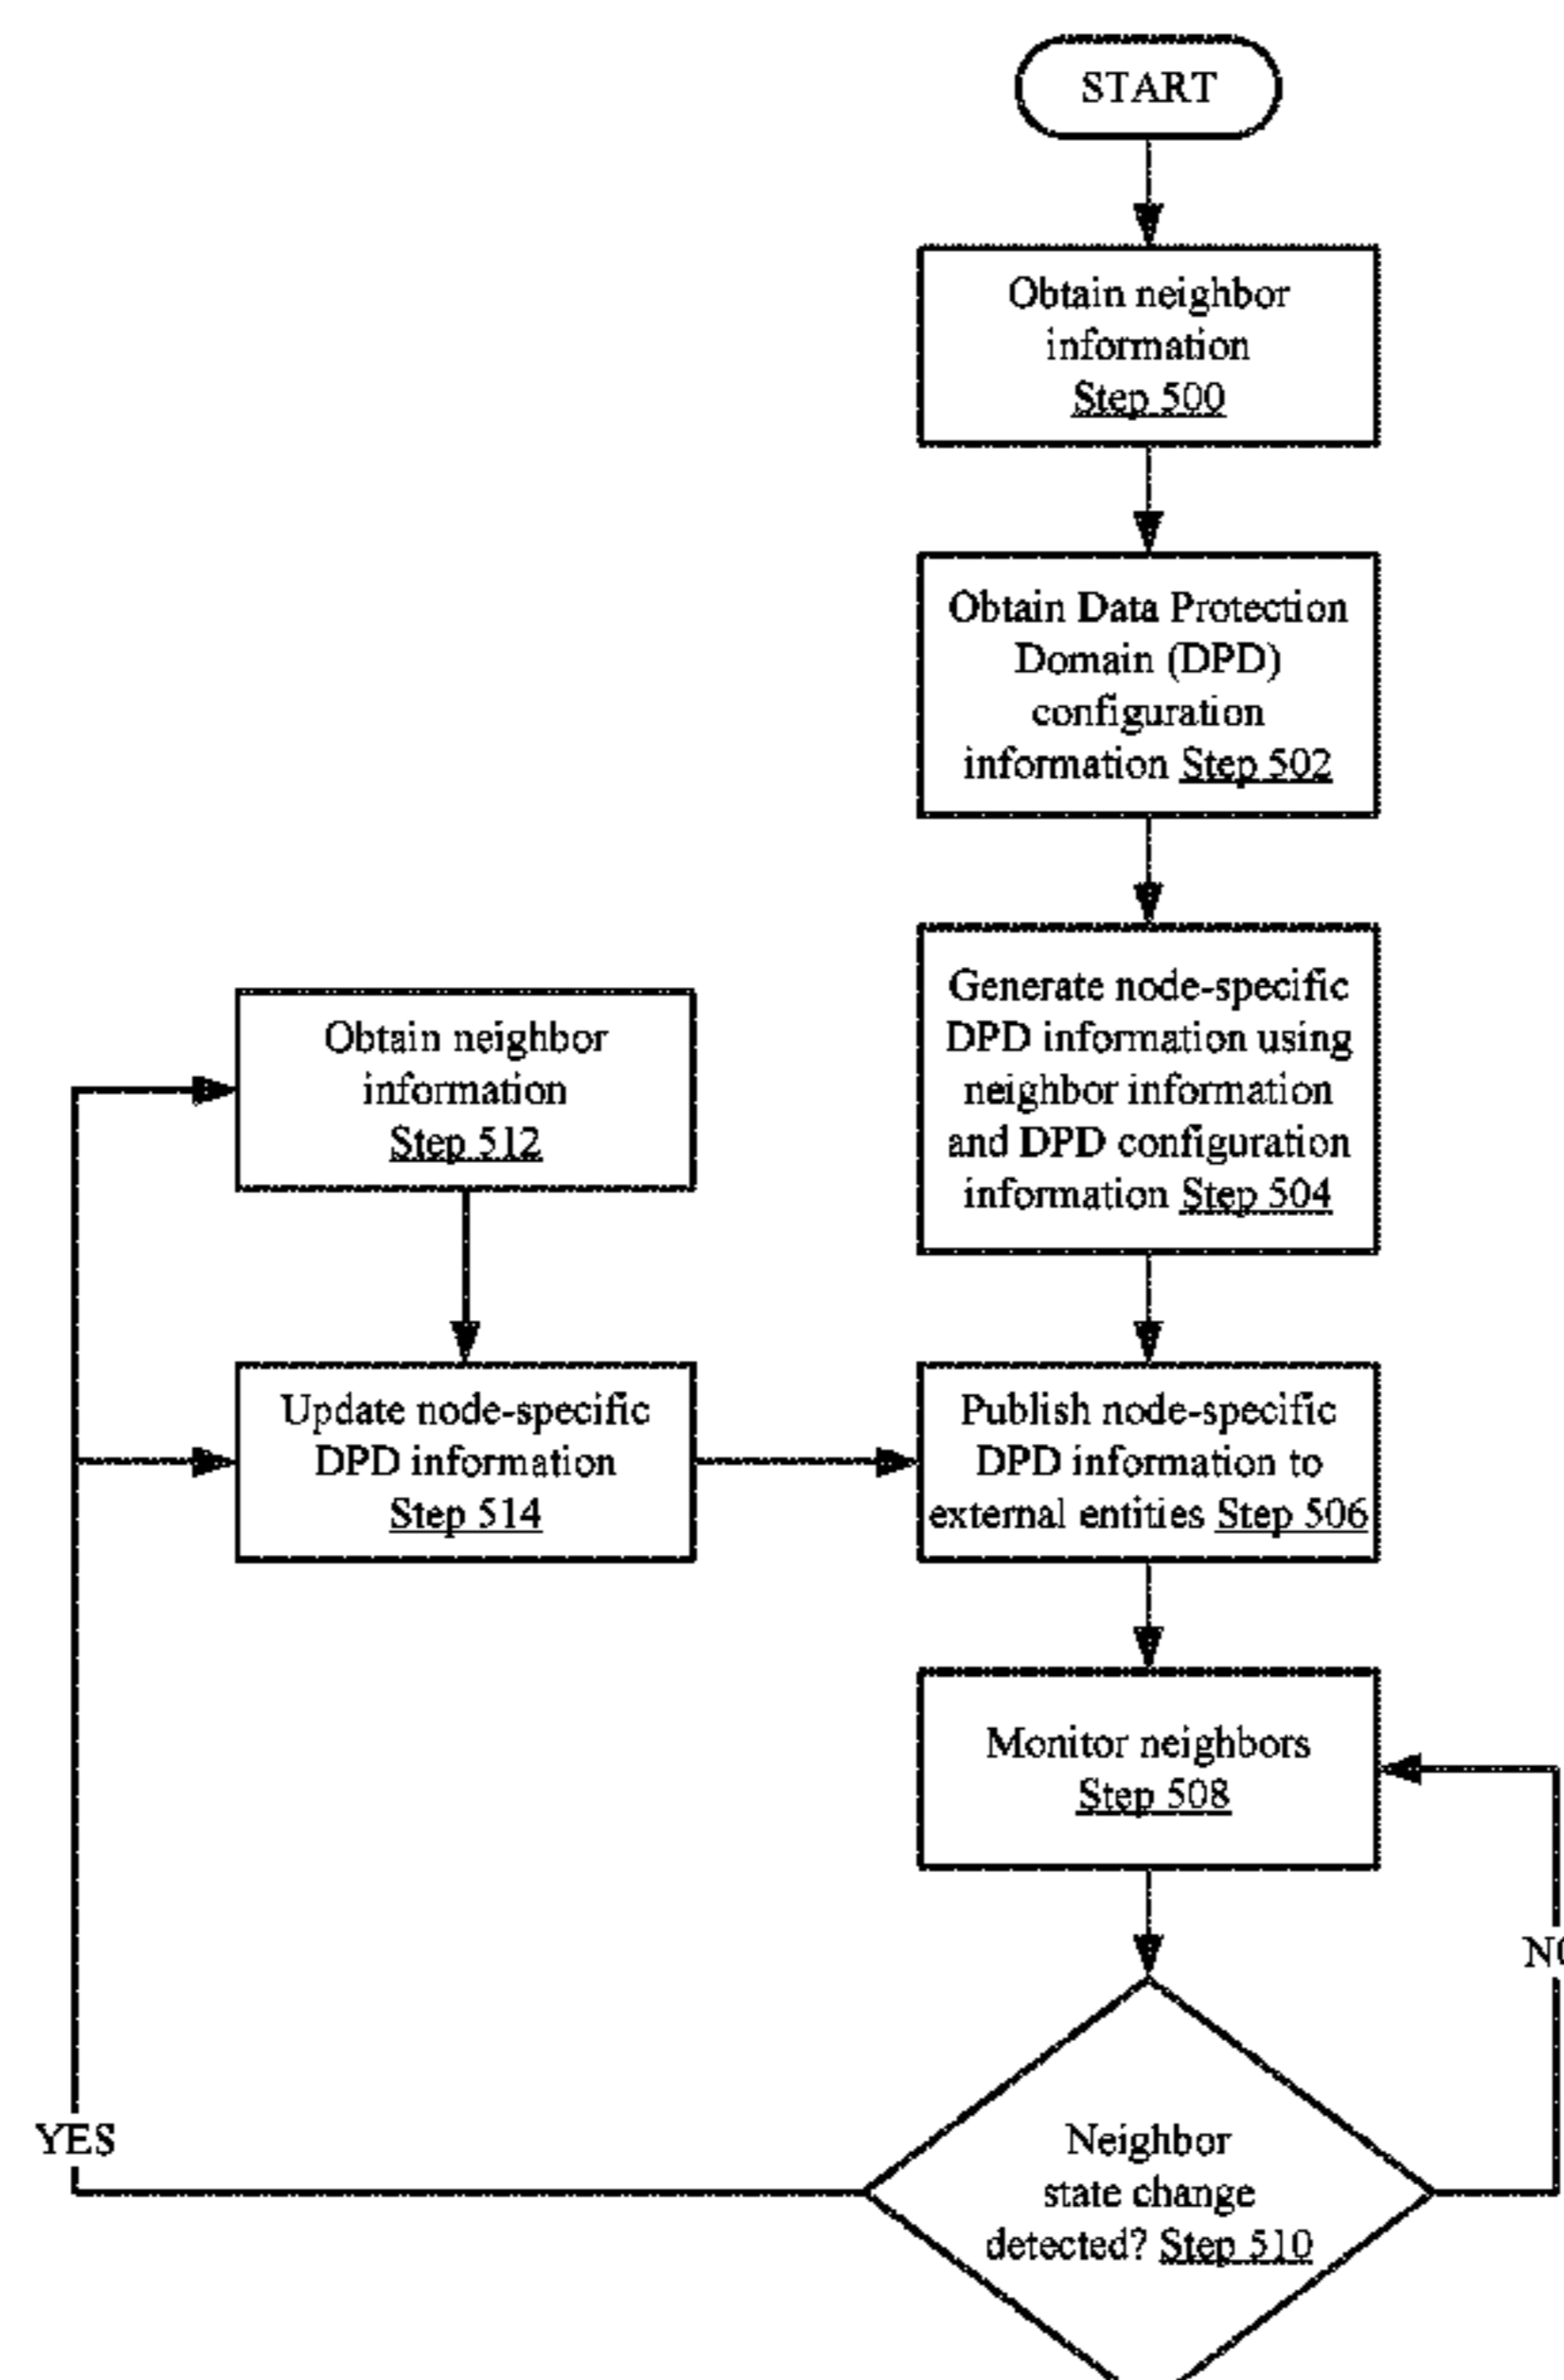 START
Obtain neighbor
information
Step 500
Obtain Data Protection
Domain (DPD)
configuration
information Step 502
Generate node-specific
DPD information using
neighbor information
and DPD configuration
information Step 504
Obtain neighbor
information
Step 512
Update node-specific
DPD information
Step 514
Publish node-specific
DPD information to
external entities Step 506
Monitor neighbors
Step 508
YES
Neighbor
state change
detected? Step 510